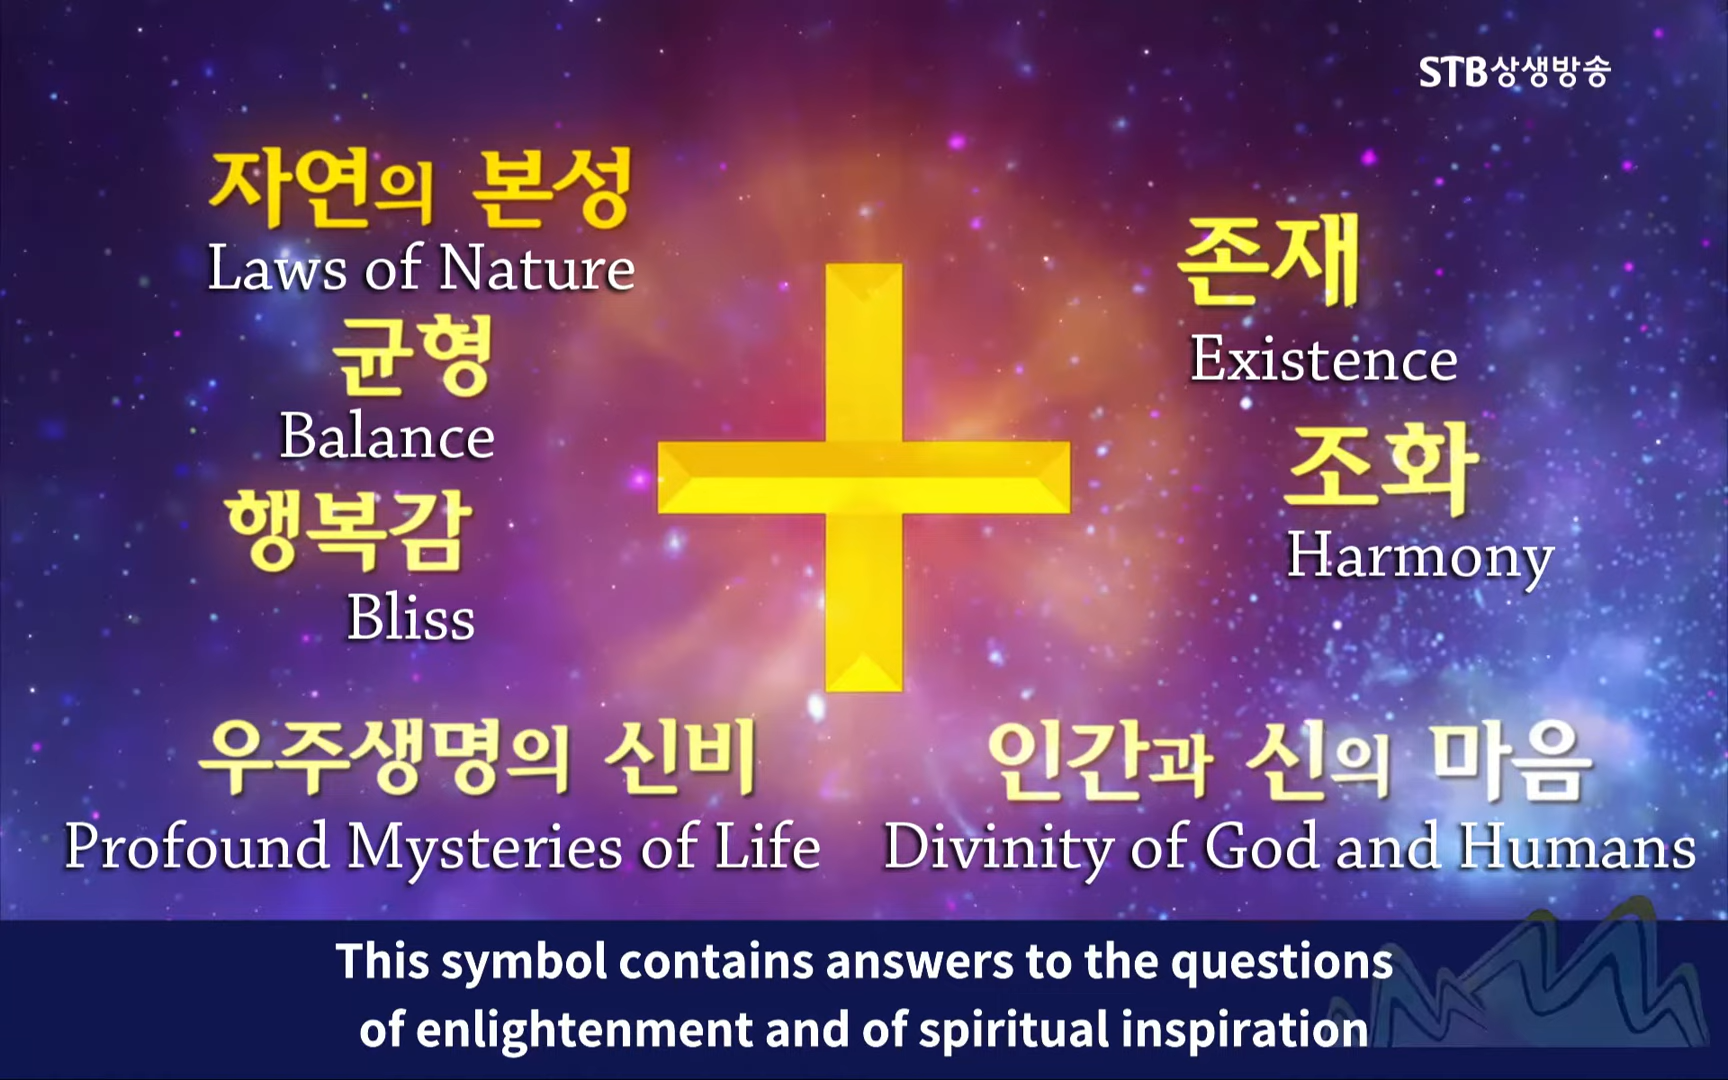 STB상생방송
자연의 본성
Laws of Nature
균형
Balance
행복감
Bliss
존재
Existence
조화
Harmony
우주생명의 신비
Profound Mysteries of Life
인간과 신의 마음
Divinity of God and Humans
This symbol contains answers to the questions
of enlightenment and of spiritual inspiration